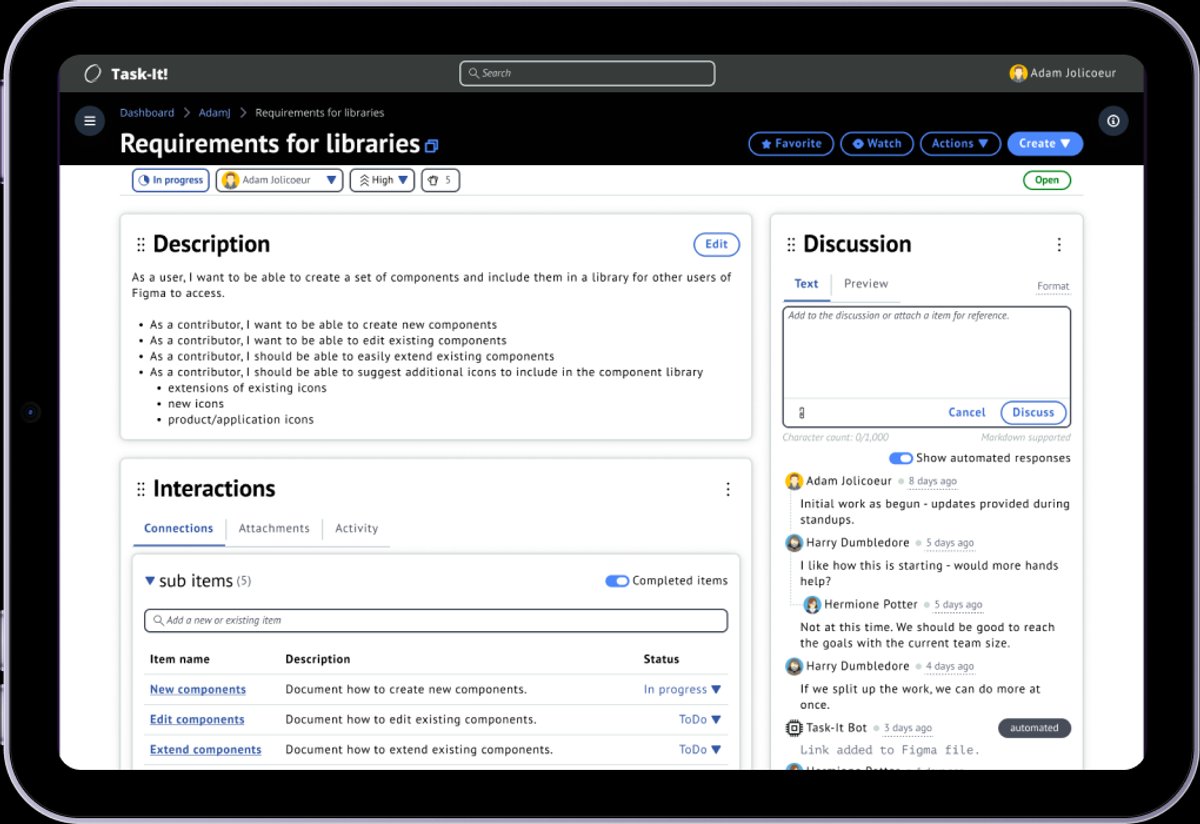 Task-It!
Search
Adam Jolicoeur
Dashboard > AdamJ > Requirements for libraries
Requirements for libraries
Favorite
Watch
Actions
Create
In progress
Adam Jolicoeur
High
5
Open
Description
Edit
As a user, I want to be able to create a set of components and include them in a library for other users of
Figma to access.
• As a contributor, I want to be able to create new components
• As a contributor, I want to be able to edit existing components
• As a contributor, I should be able to easily extend existing components
• As a contributor, I should be able to suggest additional icons to include in the component library
• extensions of existing icons
• new icons
• product/application icons
Interactions
Connections
Attachments
Activity
sub items (5)
Completed items
Add a new or existing item
Item name Description Status
New components Document how to create new components. In progress
Edit components Document how to edit existing components. ToDo
Extend components Document how to extend existing components. ToDo
Discussion
Text
Preview
Format
Add to the discussion or attach a item for reference.
Cancel
Discuss
Character count: 0/1,000
Markdown supported
Show automated responses
Adam Jolicoeur 8 days ago
Initial work as begun - updates provided during
standups.
Harry Dumbledore 5 days ago
I like how this is starting - would more hands
help?
Hermione Potter 5 days ago
Not at this time. We should be good to reach
the goals with the current team size.
Harry Dumbledore 4 days ago
If we split up the work, we can do more at
once.
Task-It Bot 3 days ago
automated
Link added to Figma file.